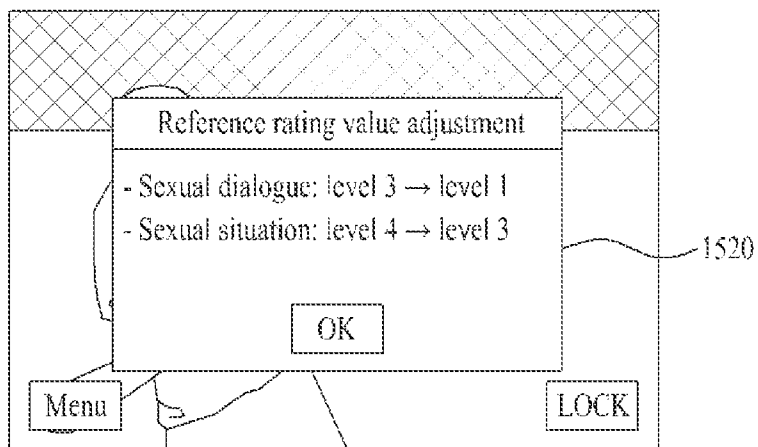 Reference rating value adjustment
- Sexual dialogue: level 3 → level 1
- Sexual situation: level 4 → level 3
1520
OK
Menu
LOCK